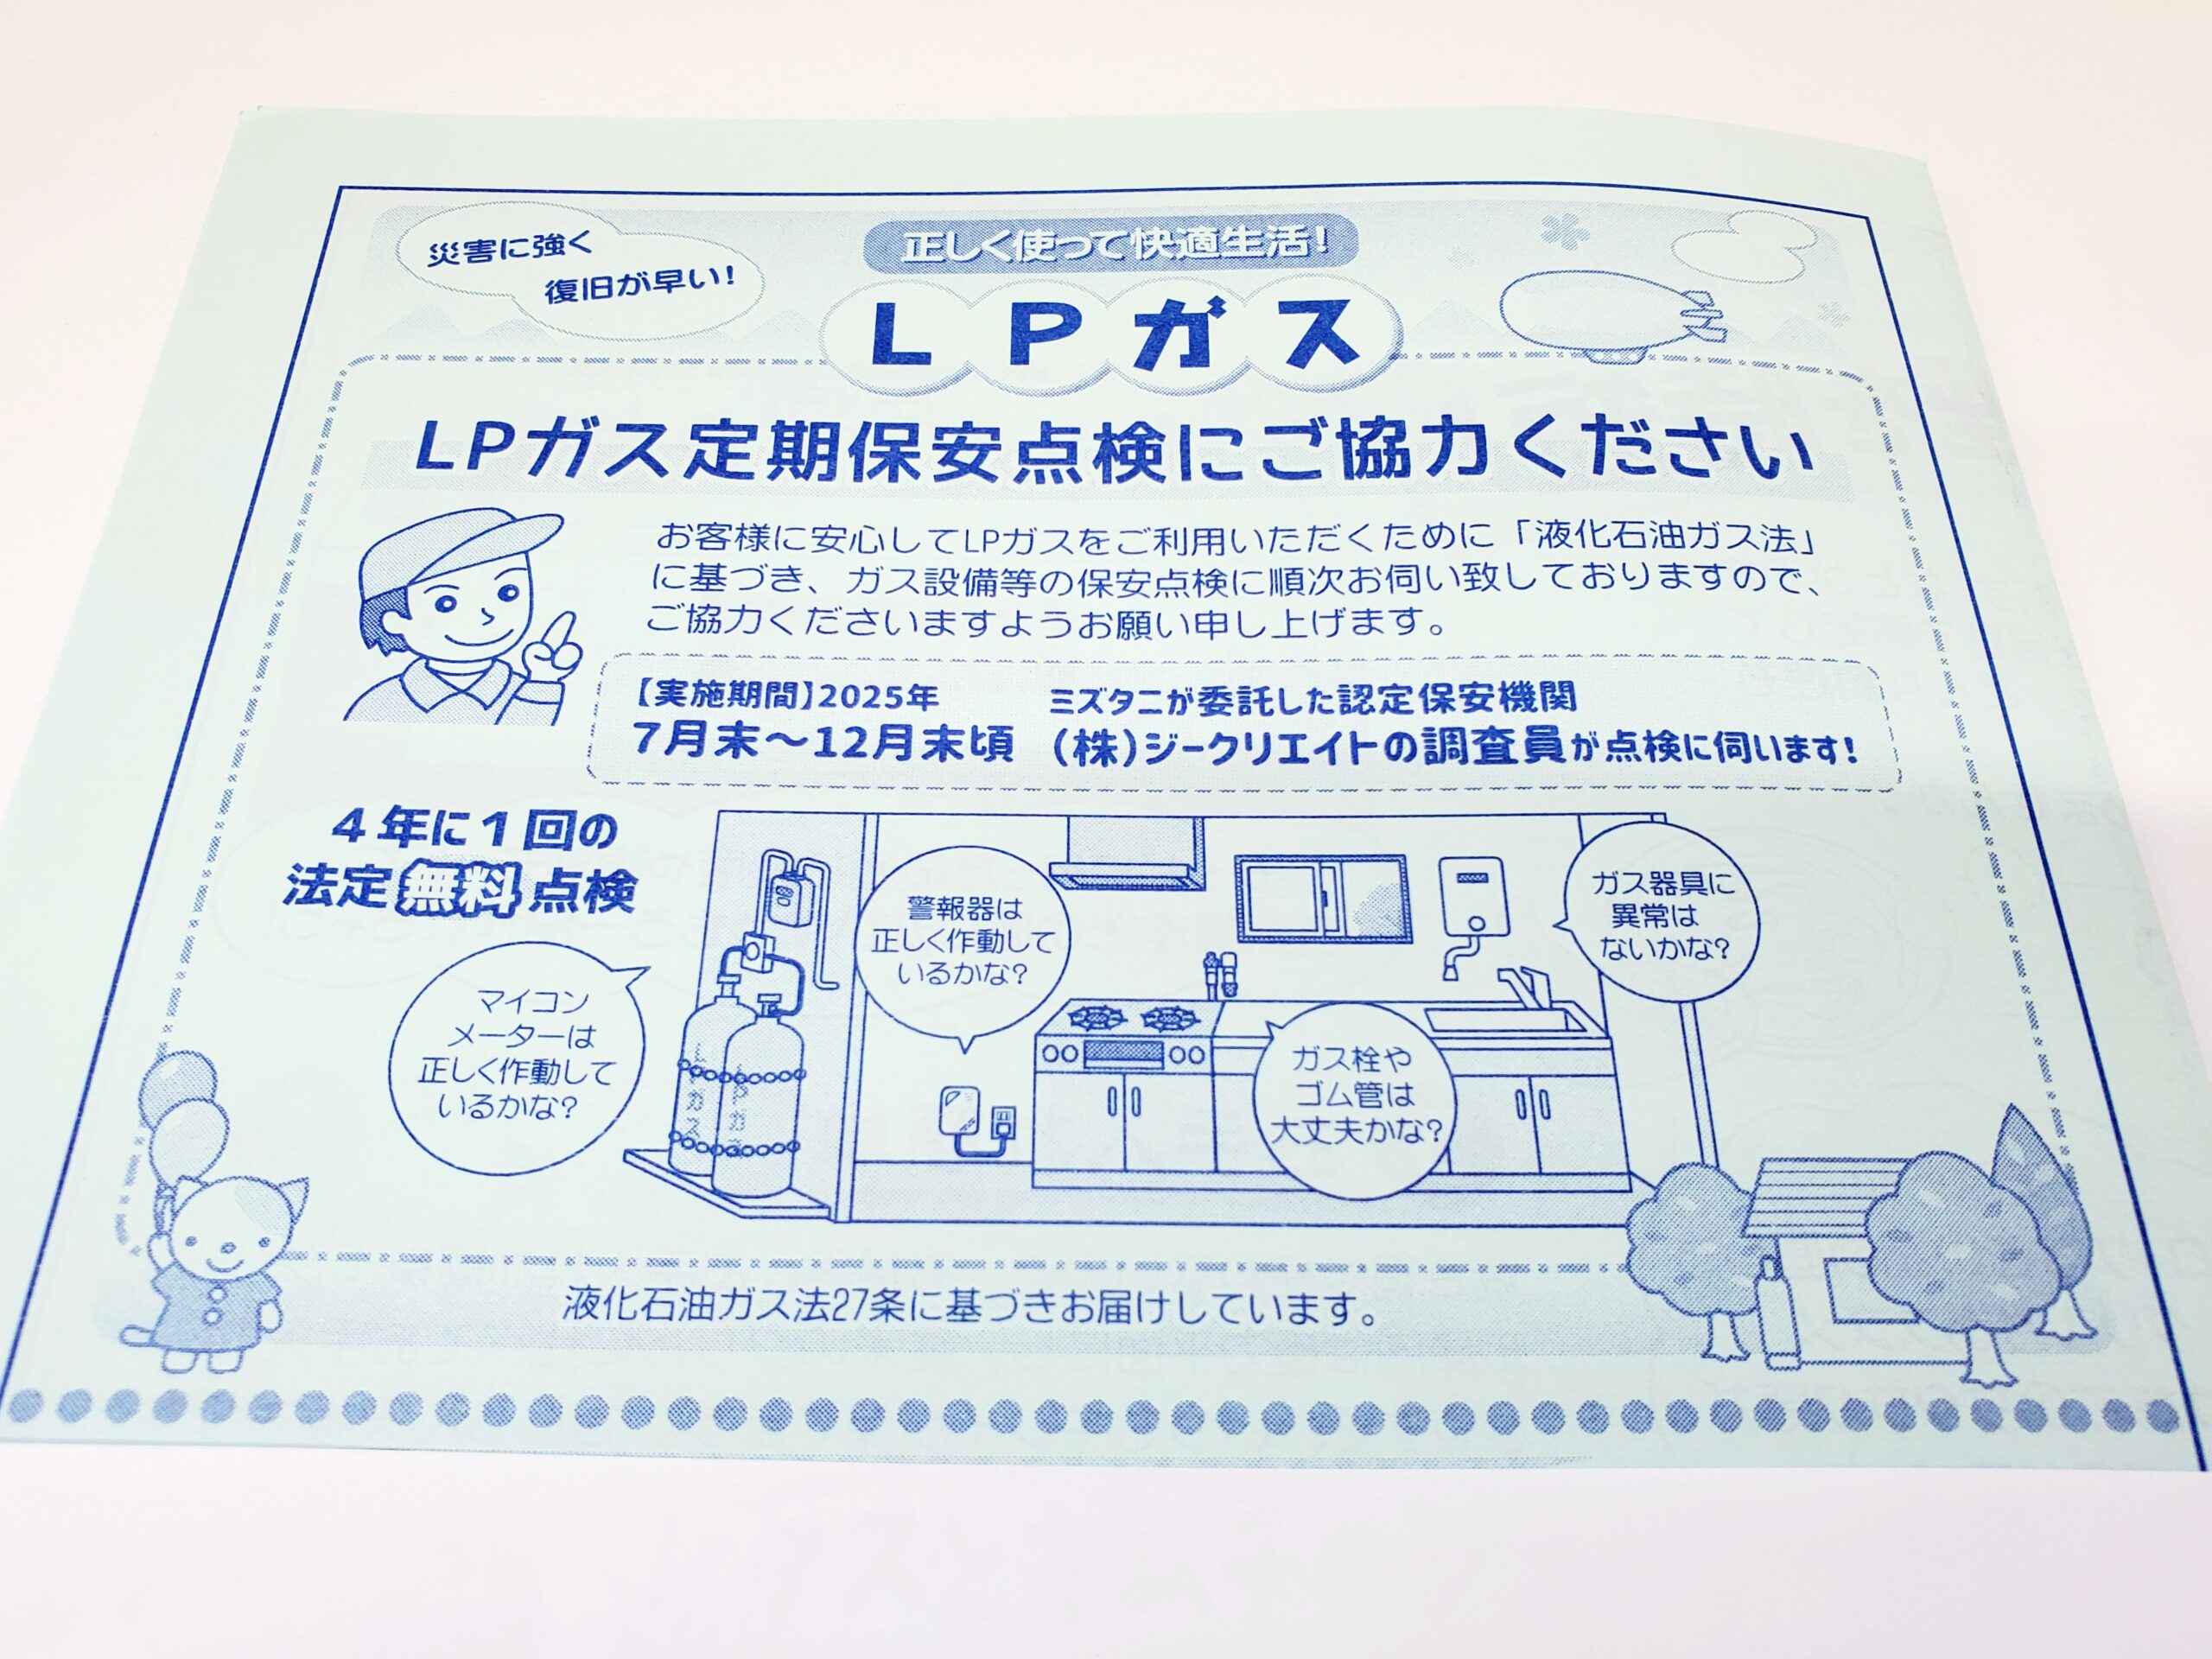 災害に強く
復旧が早い!
正しく使って快適生活!
LPガス
LPガス定期保安点検にご協力ください
お客様に安心してLPガスをご利用いただくために「液化石油ガス法」
に基づき、ガス設備等の保安点検に順次お伺い致しておりますので、
ご協力くださいますようお願い申し上げます。
【実施期間】2025年
7月末～12月末頃
ミズタニが委託した認定保安機関
(株)ジークリエイトの調査員が点検に伺います!
4年に1回の
法定無料点検
マイコン
メーターは
正しく作動して
いるかな?
LPガス
LPガス
警報器は
正しく作動して
いるかな?
ガス栓や
ゴム管は
大丈夫かな?
ガス器具に
異常は
ないかな?
液化石油ガス法27条に基づきお届けしています。